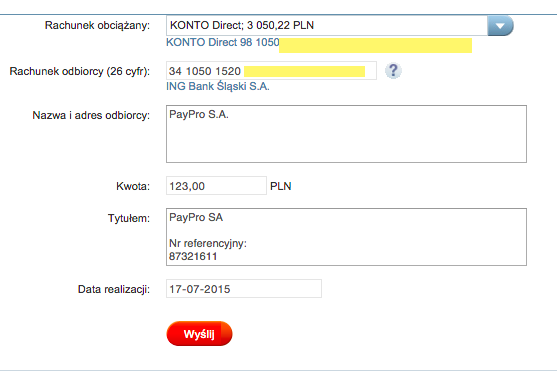 Rachunek obciążany: KONTO Direct; 3 050,22 PLN
KONTO Direct 98 1050
Rachunek odbiorcy (26 cyfr): 34 1050 1520 ?
ING Bank Śląski S.A.
Nazwa i adres odbiorcy: PayPro S.A.
Kwota: 123,00 PLN
Tytułem: PayPro SA
Nr referencyjny:
87321611
Data realizacji: 17-07-2015
Wyślij